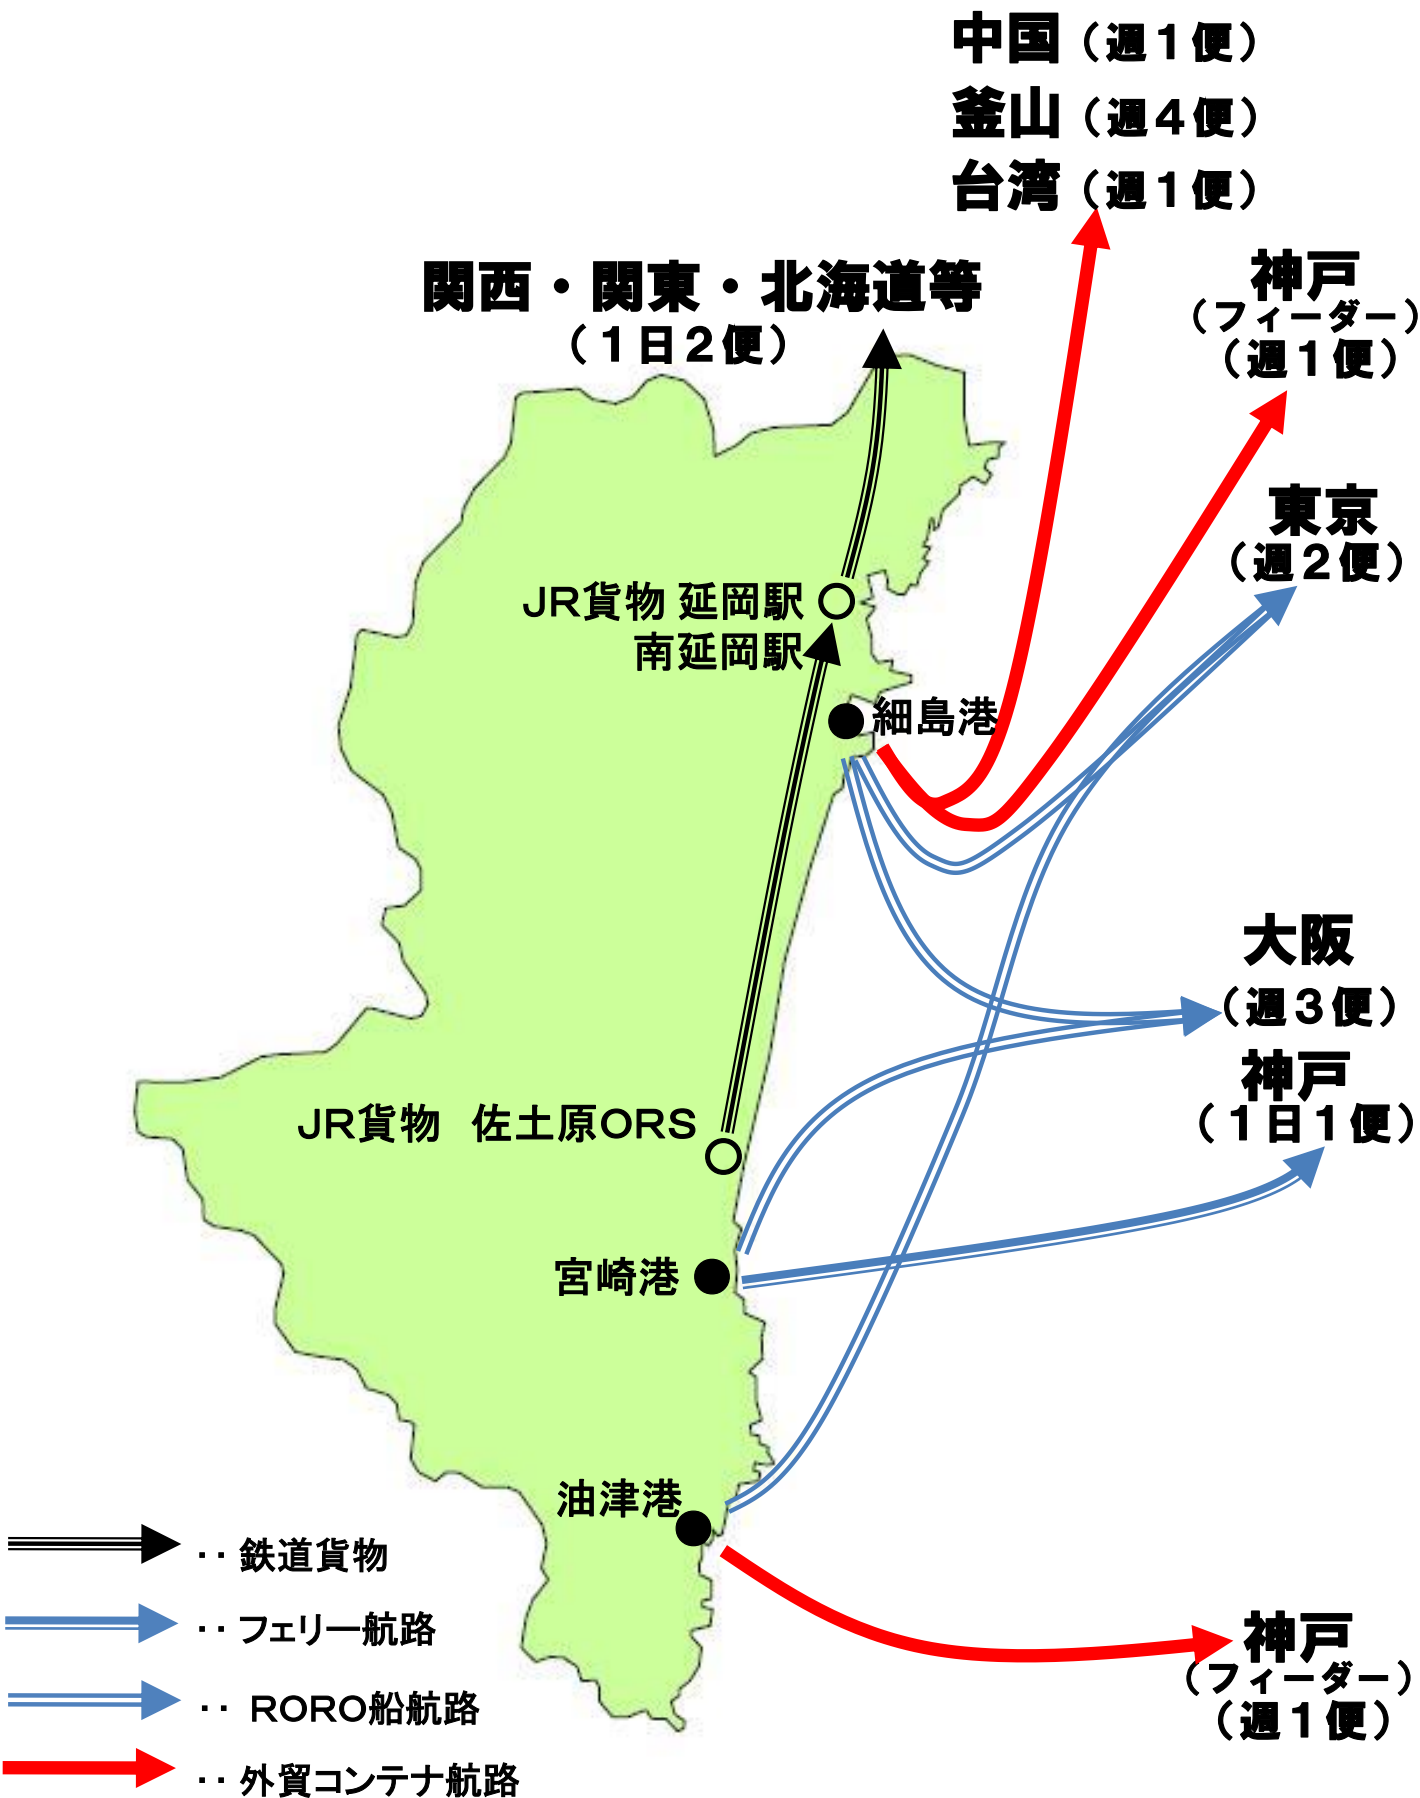 中国（週１便）
釜山（週４便）
台湾（週１便）
関西・関東・北海道等
（１日２便）
神戸
（フィーダー）
（週１便）
東京
（週２便）
ＪＲ貨物 延岡駅
南延岡駅
細島港
大阪
（週３便）
神戸
（１日１便）
ＪＲ貨物　佐土原ＯＲＳ
宮崎港
油津港
‥ 鉄道貨物
‥ フェリー航路
‥ ＲＯＲＯ船航路
‥ 外貿コンテナ航路
神戸
（フィーダー）
（週１便）